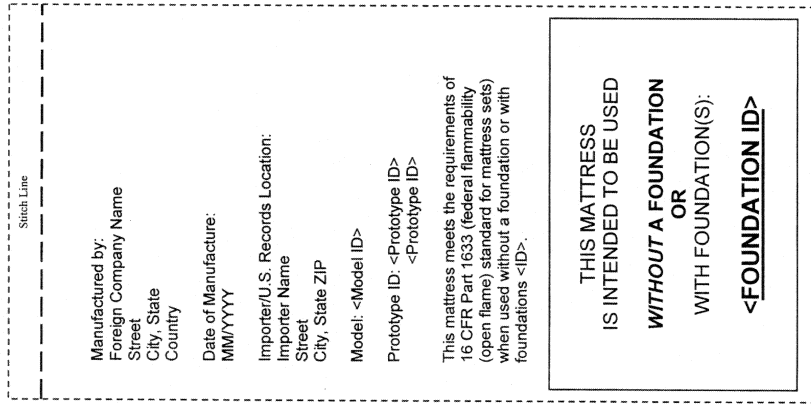 Stitch Line
Manufactured by:
Foreign Company Name
Street
City, State
Country
Date of Manufacture:
MM/YYYY
Importer/U.S. Records Location:
Importer Name
Street
City, State ZIP
Model: <Model ID>
Prototype ID: <Prototype ID>
<Prototype ID>
This mattress meets the requirements of
16 CFR Part 1633 (federal flammability
(open flame) standard for mattress sets)
when used without a foundation or with
foundations <ID>.
THIS MATTRESS
IS INTENDED TO BE USED
WITHOUT A FOUNDATION
OR
WITH FOUNDATION(S):
<FOUNDATION ID>